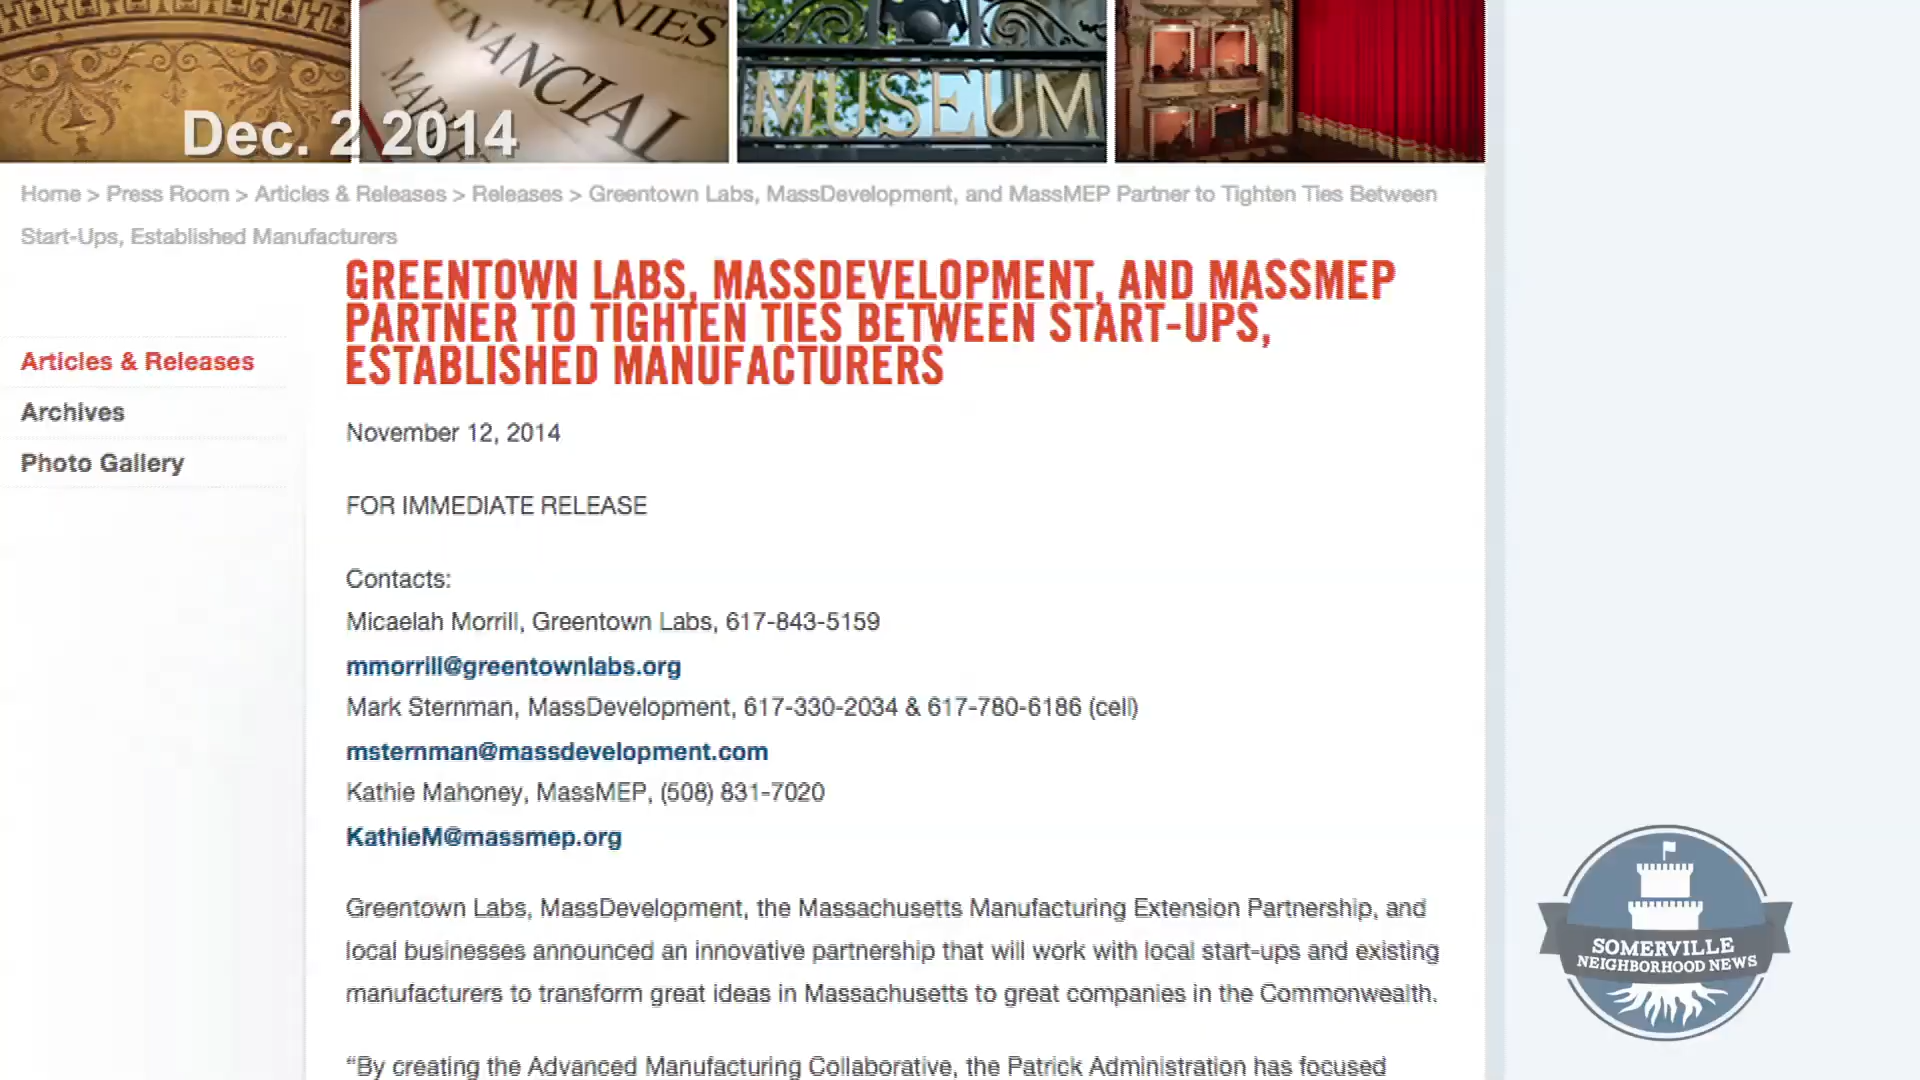 COMPANIES
FINANCIAL
MUSEUM
Dec. 2 2014
Home > Press Room > Articles & Releases > Releases > Greentown Labs, MassDevelopment, and MassMEP Partner to Tighten Ties Between
Start-Ups, Established Manufacturers
GREENTOWN LABS, MASSDEVELOPMENT, AND MASSMEP
PARTNER TO TIGHTEN TIES BETWEEN START-UPS,
ESTABLISHED MANUFACTURERS
Articles & Releases
Archives
Photo Gallery
November 12, 2014
FOR IMMEDIATE RELEASE
Contacts:
Micaelah Morrill, Greentown Labs, 617-843-5159
mmorrill@greentownlabs.org
Mark Sternman, MassDevelopment, 617-330-2034 & 617-780-6186 (cell)
msternman@massdevelopment.com
Kathie Mahoney, MassMEP, (508) 831-7020
KathieM@massmep.org
Greentown Labs, MassDevelopment, the Massachusetts Manufacturing Extension Partnership, and
local businesses announced an innovative partnership that will work with local start-ups and existing
manufacturers to transform great ideas in Massachusetts to great companies in the Commonwealth.
“By creating the Advanced Manufacturing Collaborative, the Patrick Administration has focused
SOMERVILLE
NEIGHBORHOOD NEWS